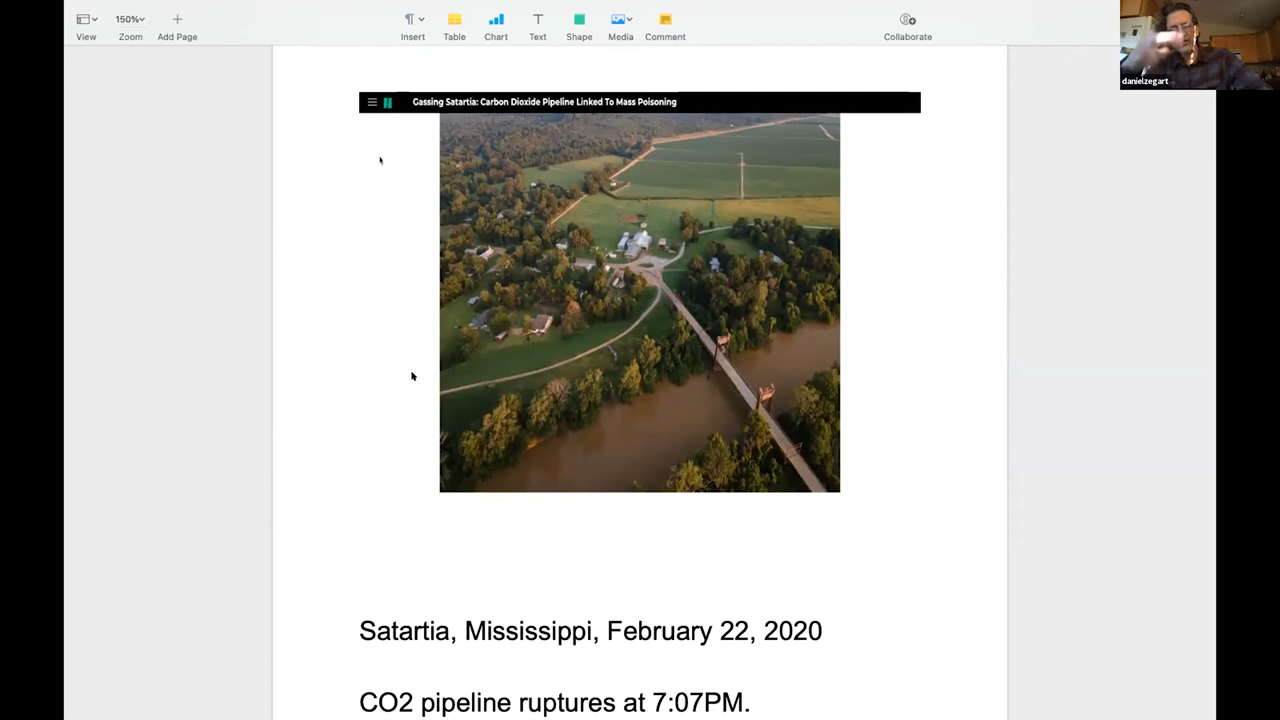 View
150%
Zoom
Add Page
Insert
Table
Chart
Text
Shape
Media
Comment
Collaborate
danielzegart
Gassing Satartia: Carbon Dioxide Pipeline Linked To Mass Poisoning
Satartia, Mississippi, February 22, 2020
CO2 pipeline ruptures at 7:07PM.